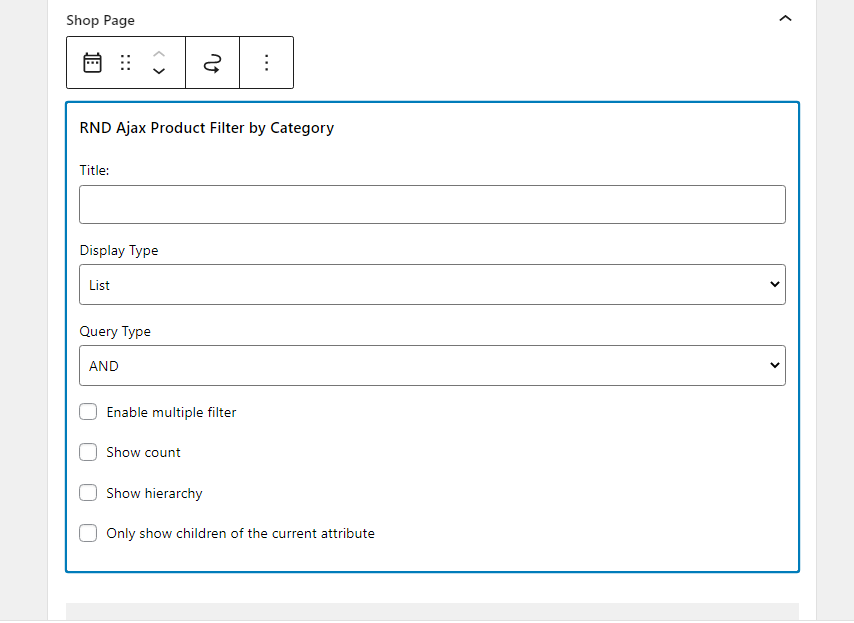 Shop Page
RND Ajax Product Filter by Category
Title:
Display Type
List
Query Type
AND
Enable multiple filter
Show count
Show hierarchy
Only show children of the current attribute